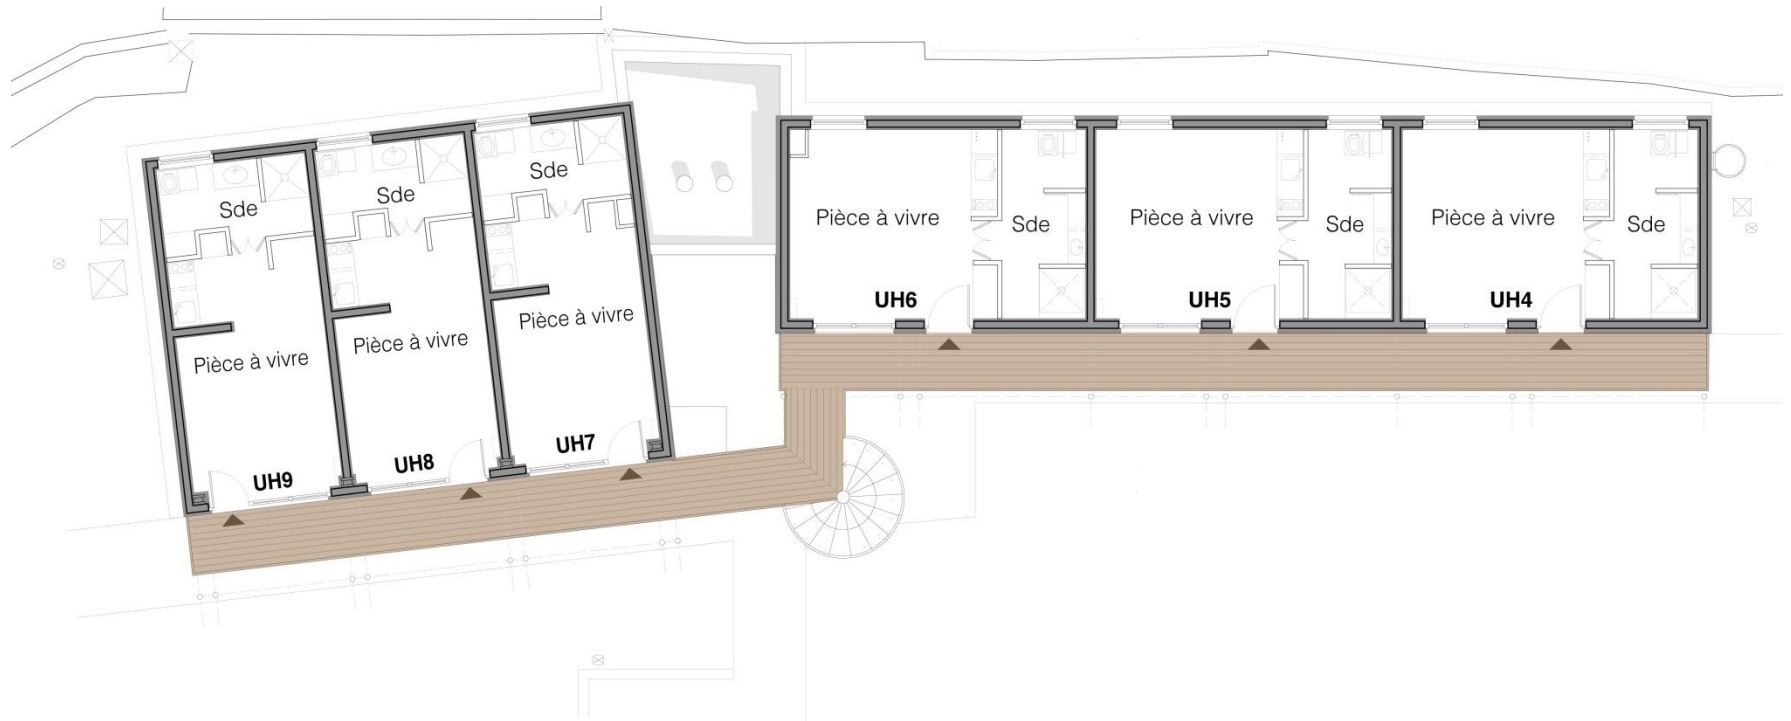 Sde
Pièce à vivre
UH9
Sde
Pièce à vivre
UH8
Sde
Pièce à vivre
UH7
Pièce à vivre
Sde
UH6
Pièce à vivre
Sde
UH5
Pièce à vivre
Sde
UH4